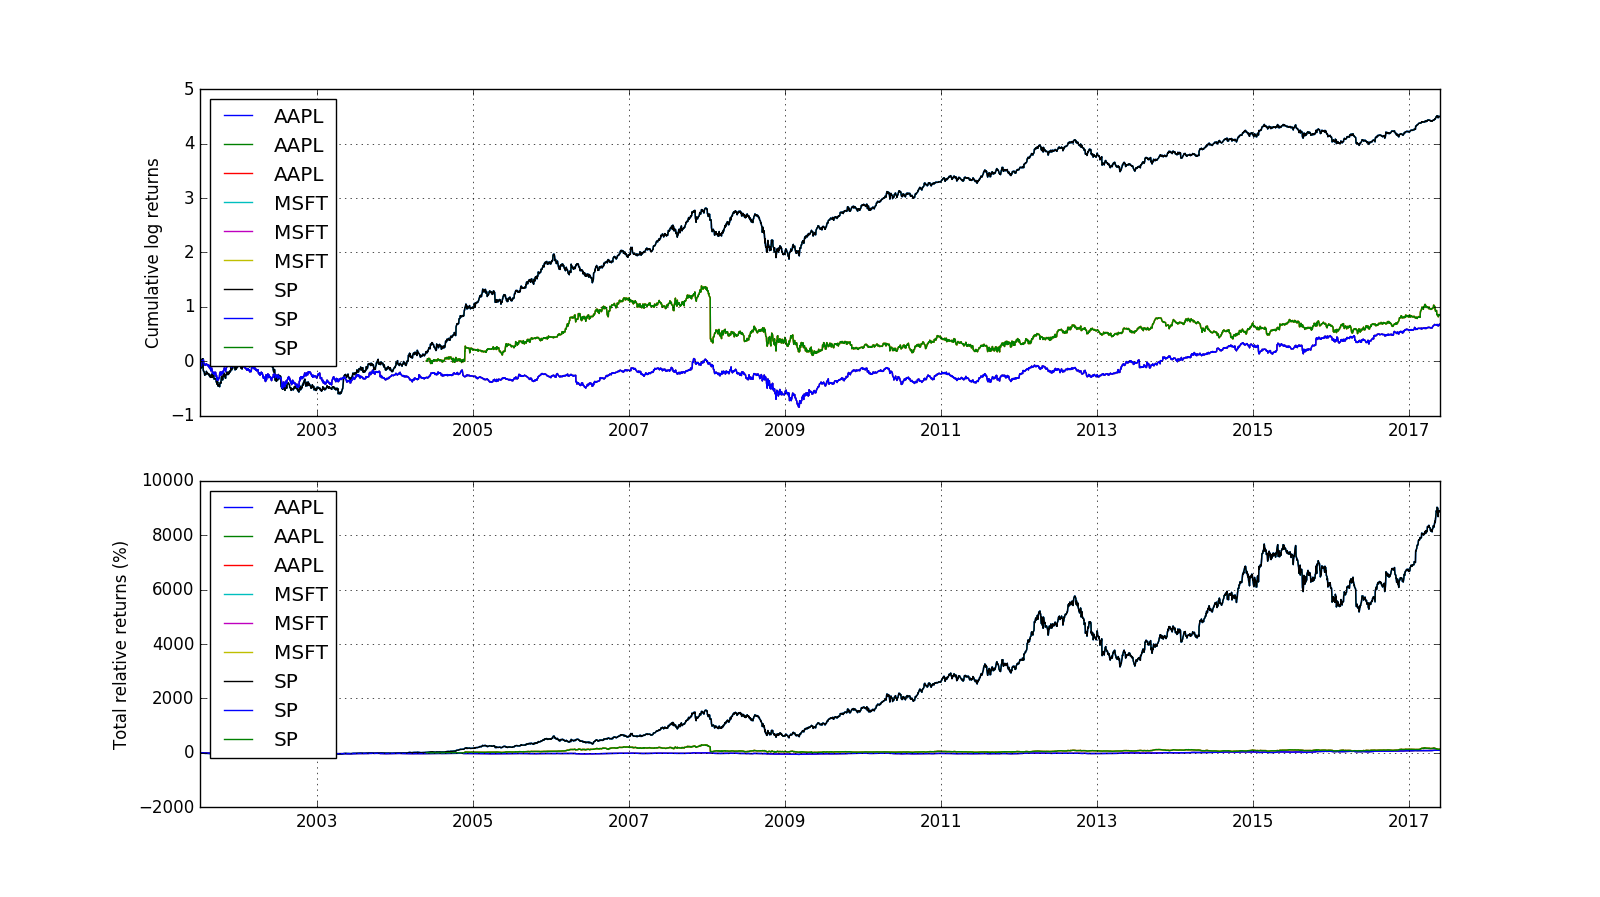 Cumulative log returns
5
4
3
2
1
0
−1
AAPL
AAPL
AAPL
MSFT
MSFT
MSFT
SP
SP
SP
2003 2005 2007 2009 2011 2013 2015 2017
Total relative returns (%)
10000
8000
6000
4000
2000
0
−2000
AAPL
AAPL
AAPL
MSFT
MSFT
MSFT
SP
SP
SP
2003 2005 2007 2009 2011 2013 2015 2017